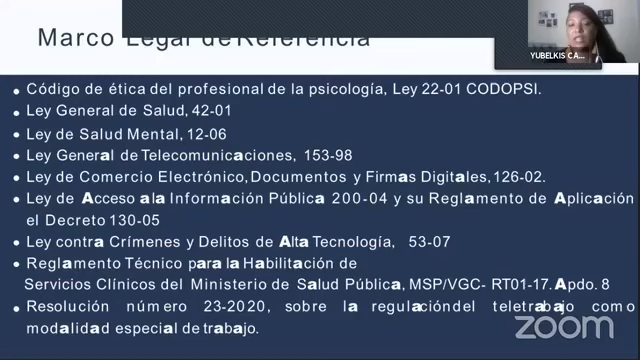 Marco Legal de Referencia
YUBELKIS CA...
• Código de ética del profesional de la psicología, Ley 22-01 CODOPSI.
• Ley General de Salud, 42-01
• Ley de Salud Mental, 12-06
• Ley General de Telecomunicaciones, 153-98
• Ley de Comercio Electrónico, Documentos y Firmas Digitales, 126-02.
• Ley de Acceso a la Información Pública 200-04 y su Reglamento de Aplicación
el Decreto 130-05
• Ley contra Crímenes y Delitos de Alta Tecnología, 53-07
• Reglamento Técnico para la Habilitación de
Servicios Clínicos del Ministerio de Salud Pública, MSP/VGC- RT01-17. Apdo. 8
• Resolución número 23-2020, sobre la regulación del teletrabajo como
modalidad especial de trabajo.
zoom